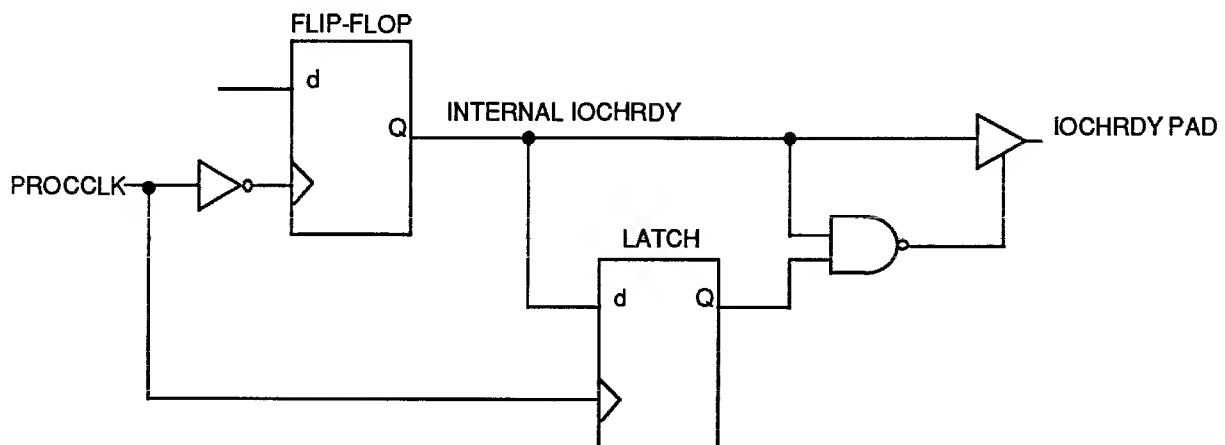 FLIP-FLOP
d
Q
INTERNAL IOCHRDY
IOCHRDY PAD
PROCCLK
LATCH
d
Q